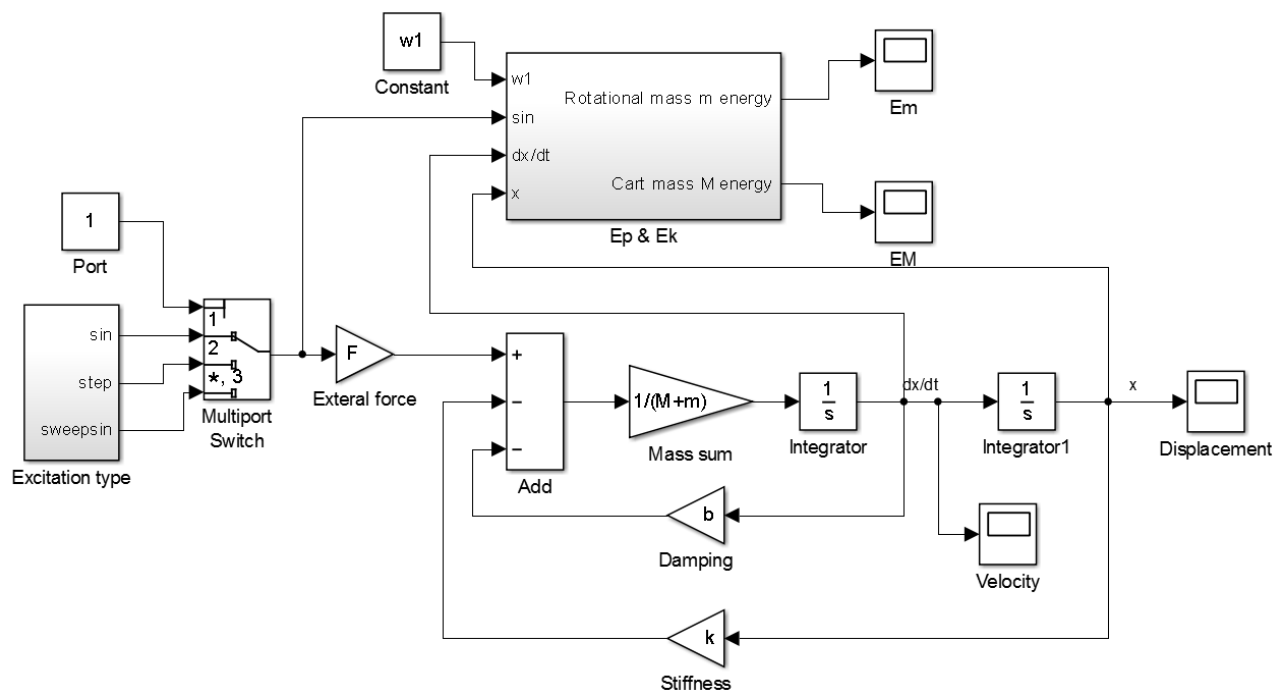 w1
Constant
w1
sin
dx/dt
x
Rotational mass m energy
Cart mass M energy
Ep & Ek
Em
EM
1
Port
sin
step
sweepsin
Excitation type
1
2
*, 3
Multiport
Switch
F
Exteral force
+
−
−
Add
1/(M+m)
Mass sum
1
s
Integrator
dx/dt
1
s
Integrator1
x
Displacement
b
Damping
Velocity
k
Stiffness